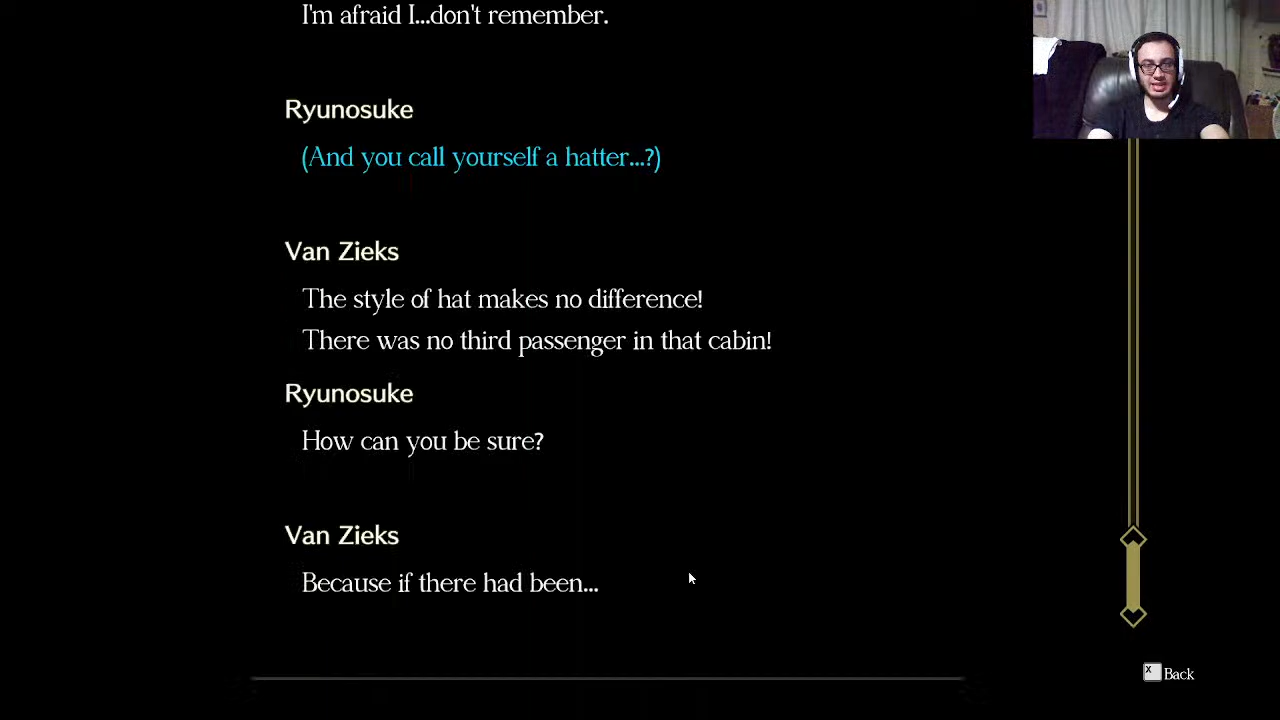 I'm afraid I...don't remember.
Ryunosuke
(And you call yourself a hatter...?)
Van Zieks
The style of hat makes no difference!
There was no third passenger in that cabin!
Ryunosuke
How can you be sure?
Van Zieks
Because if there had been...
X Back